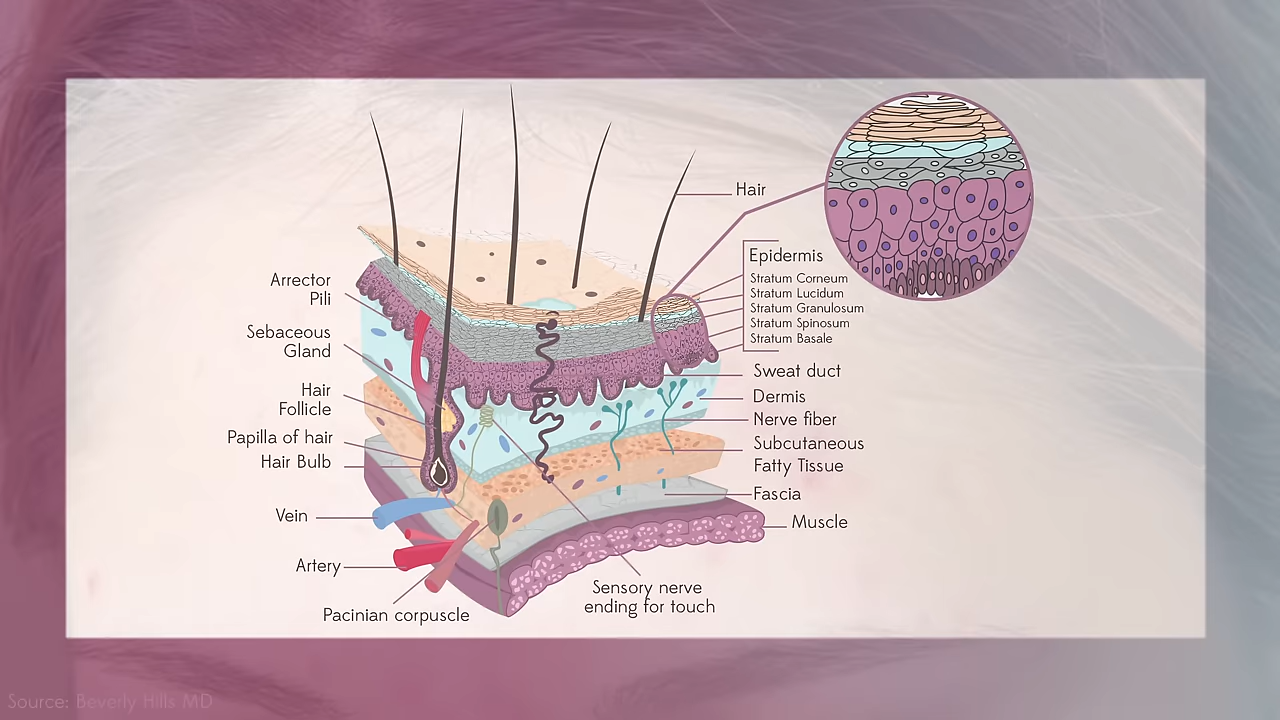 Hair
Epidermis
Stratum Corneum
Stratum Lucidum
Stratum Granulosum
Stratum Spinosum
Stratum Basale
Arrector
Pili
Sebaceous
Gland
Hair
Follicle
Papilla of hair
Hair Bulb
Vein
Artery
Pacinian corpuscle
Sweat duct
Dermis
Nerve fiber
Subcutaneous
Fatty Tissue
Fascia
Muscle
Sensory nerve
ending for touch
Source: Beverly Hills MD